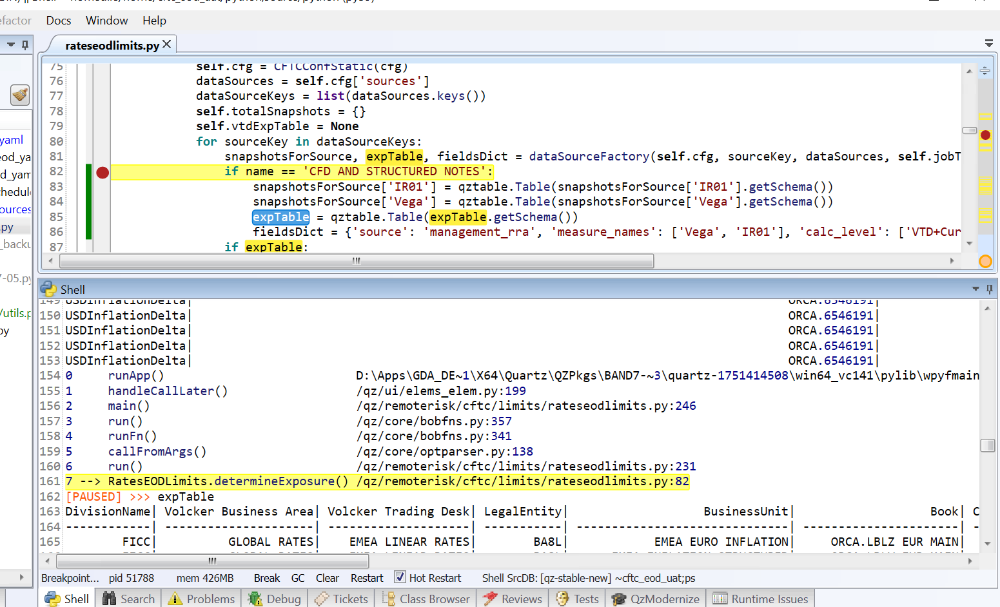 efactor Docs Window Help
rateseodlimits.py
75 self.cfg = CFTCConfStatic(cfg)
76 dataSources = self.cfg['sources']
77 dataSourceKeys = list(dataSources.keys())
78 self.totalSnapshots = {}
79 self.vtdExpTable = None
80 for sourceKey in dataSourceKeys:
81 snapshotsForSource, expTable, fieldsDict = dataSourceFactory(self.cfg, sourceKey, dataSources, self.jobT
82 if name == 'CFD AND STRUCTURED NOTES':
83 snapshotsForSource['IR01'] = qztable.Table(snapshotsForSource['IR01'].getSchema())
84 snapshotsForSource['Vega'] = qztable.Table(snapshotsForSource['Vega'].getSchema())
85 expTable = qztable.Table(expTable.getSchema())
86 fieldsDict = {'source': 'management_rra', 'measure_names': ['Vega', 'IR01'], 'calc_level': ['VTD+Cur
87 if expTable:
yaml
eod_ya
d_yam
chedul
ources
.py
_backu
7-05.py
/utils.p
py
Shell
149 USDInflationDelta| ORCA.6546191|
150 USDInflationDelta| ORCA.6546191|
151 USDInflationDelta| ORCA.6546191|
152 USDInflationDelta| ORCA.6546191|
153 USDInflationDelta| ORCA.6546191|
154 0 runApp() D:\Apps\GDA_DE~1\X64\Quartz\QZPkgs\BAND7-~3\quartz-1751414508\win64_vc141\pylib\wpyfmain
155 1 handleCallLater() /qz/ui/elems_elem.py:199
156 2 main() /qz/remoterisk/cftc/limits/rateseodlimits.py:246
157 3 run() /qz/core/bobfns.py:357
158 4 runFn() /qz/core/bobfns.py:341
159 5 callFromArgs() /qz/core/optparser.py:138
160 6 run() /qz/remoterisk/cftc/limits/rateseodlimits.py:231
161 7 --> RatesEODLimits.determineExposure() /qz/remoterisk/cftc/limits/rateseodlimits.py:82
162 [PAUSED] >>> expTable
163 DivisionName| Volcker Business Area| Volcker Trading Desk| LegalEntity| BusinessUnit| Book| C
164 ------------| ---------------------| --------------------| -----------| ------------------------------| ----------------------| -
165 FICC| GLOBAL RATES| EMEA LINEAR RATES| BA8L| EMEA EURO INFLATION| ORCA.LBLZ EUR MAIN|
Breakpoint... pid 51788 mem 426MB Break GC Clear Restart Hot Restart Shell SrcDB: [qz-stable-new] ~cftc_eod_uat;ps
Shell Search Problems Debug Tickets Class Browser Reviews Tests QzModernize Runtime Issues